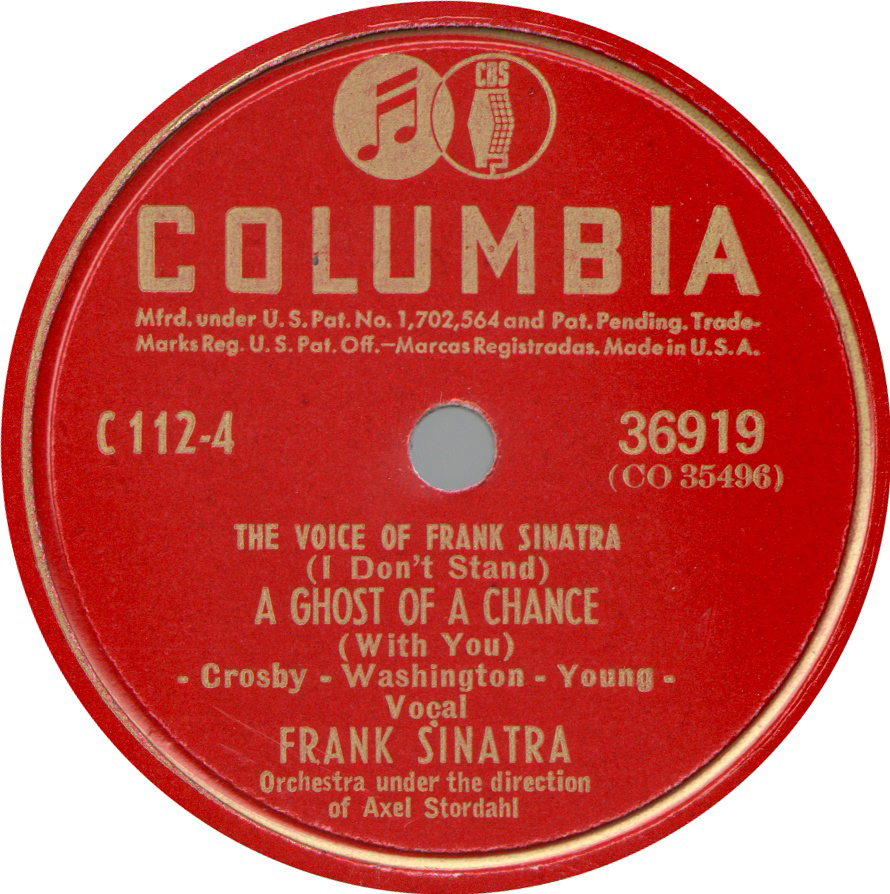 CBS
COLUMBIA
Mfrd. under U. S. Pat. No. 1,702,564 and Pat. Pending. Trade-
Marks Reg. U. S. Pat. Off.—Marcas Registradas. Made in U. S. A.
C 112-4
36919
(CO 35496)
THE VOICE OF FRANK SINATRA
(I Don't Stand)
A GHOST OF A CHANCE
(With You)
- Crosby - Washington - Young -
Vocal
FRANK SINATRA
Orchestra under the direction
of Axel Stordahl